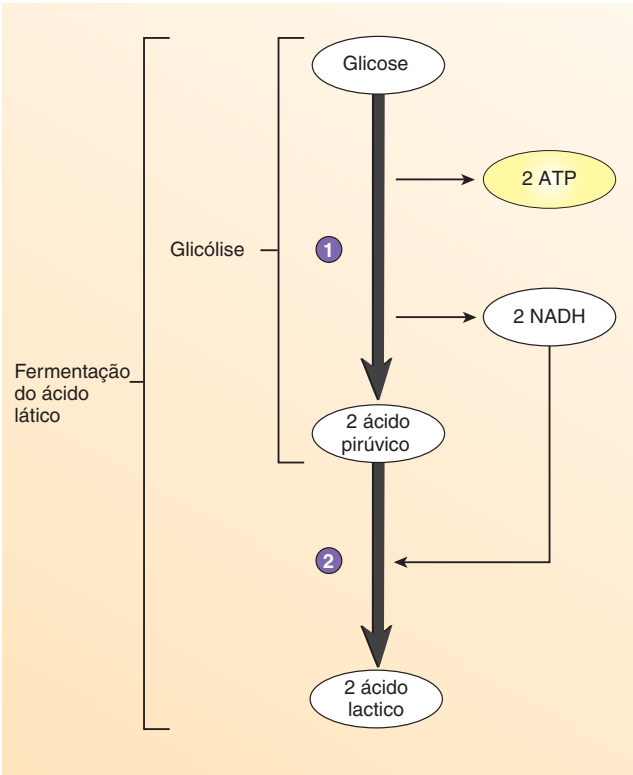 Glicose
2 ATP
Glicólise
1
2 NADH
Fermentação
do ácido
lático
2 ácido
pirúvico
2
2 ácido
lactico